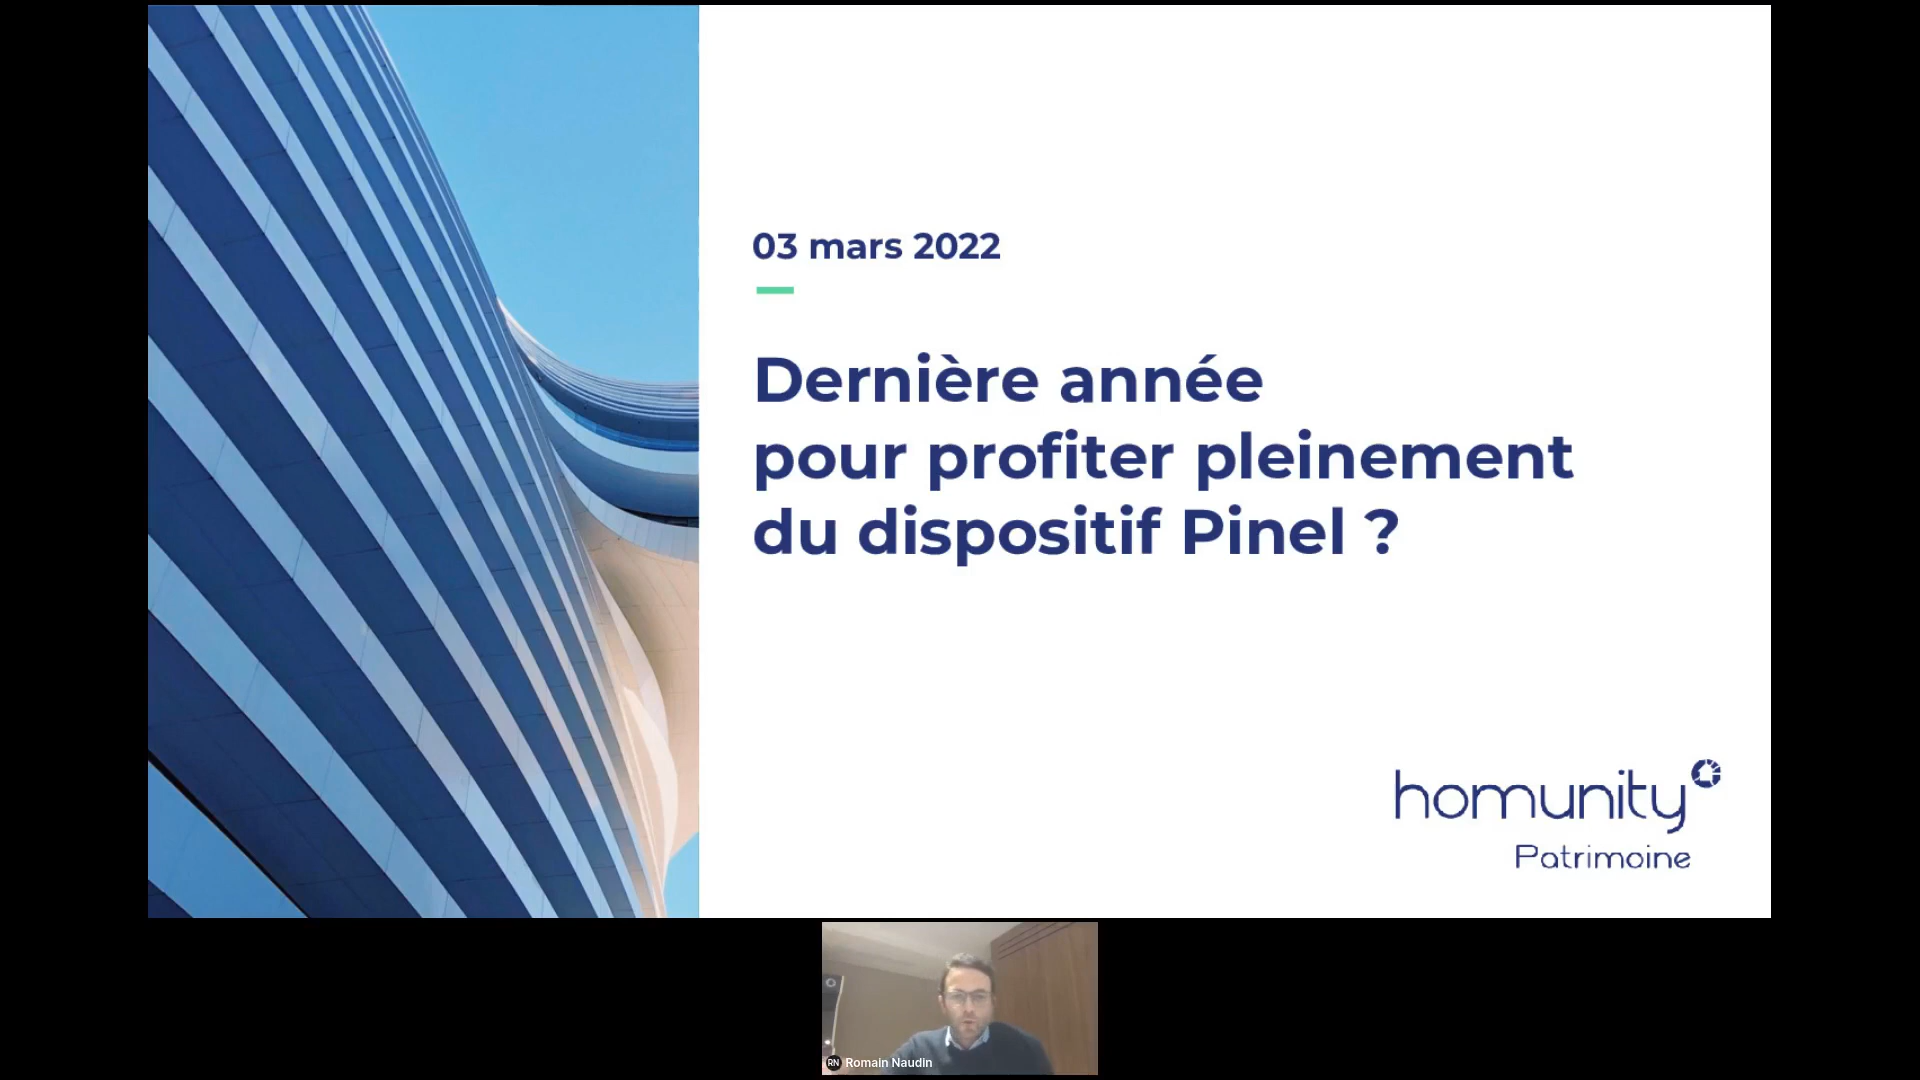 03 mars 2022
Dernière année
pour profiter pleinement
du dispositif Pinel ?
homunity
Patrimoine
RN Romain Naudin